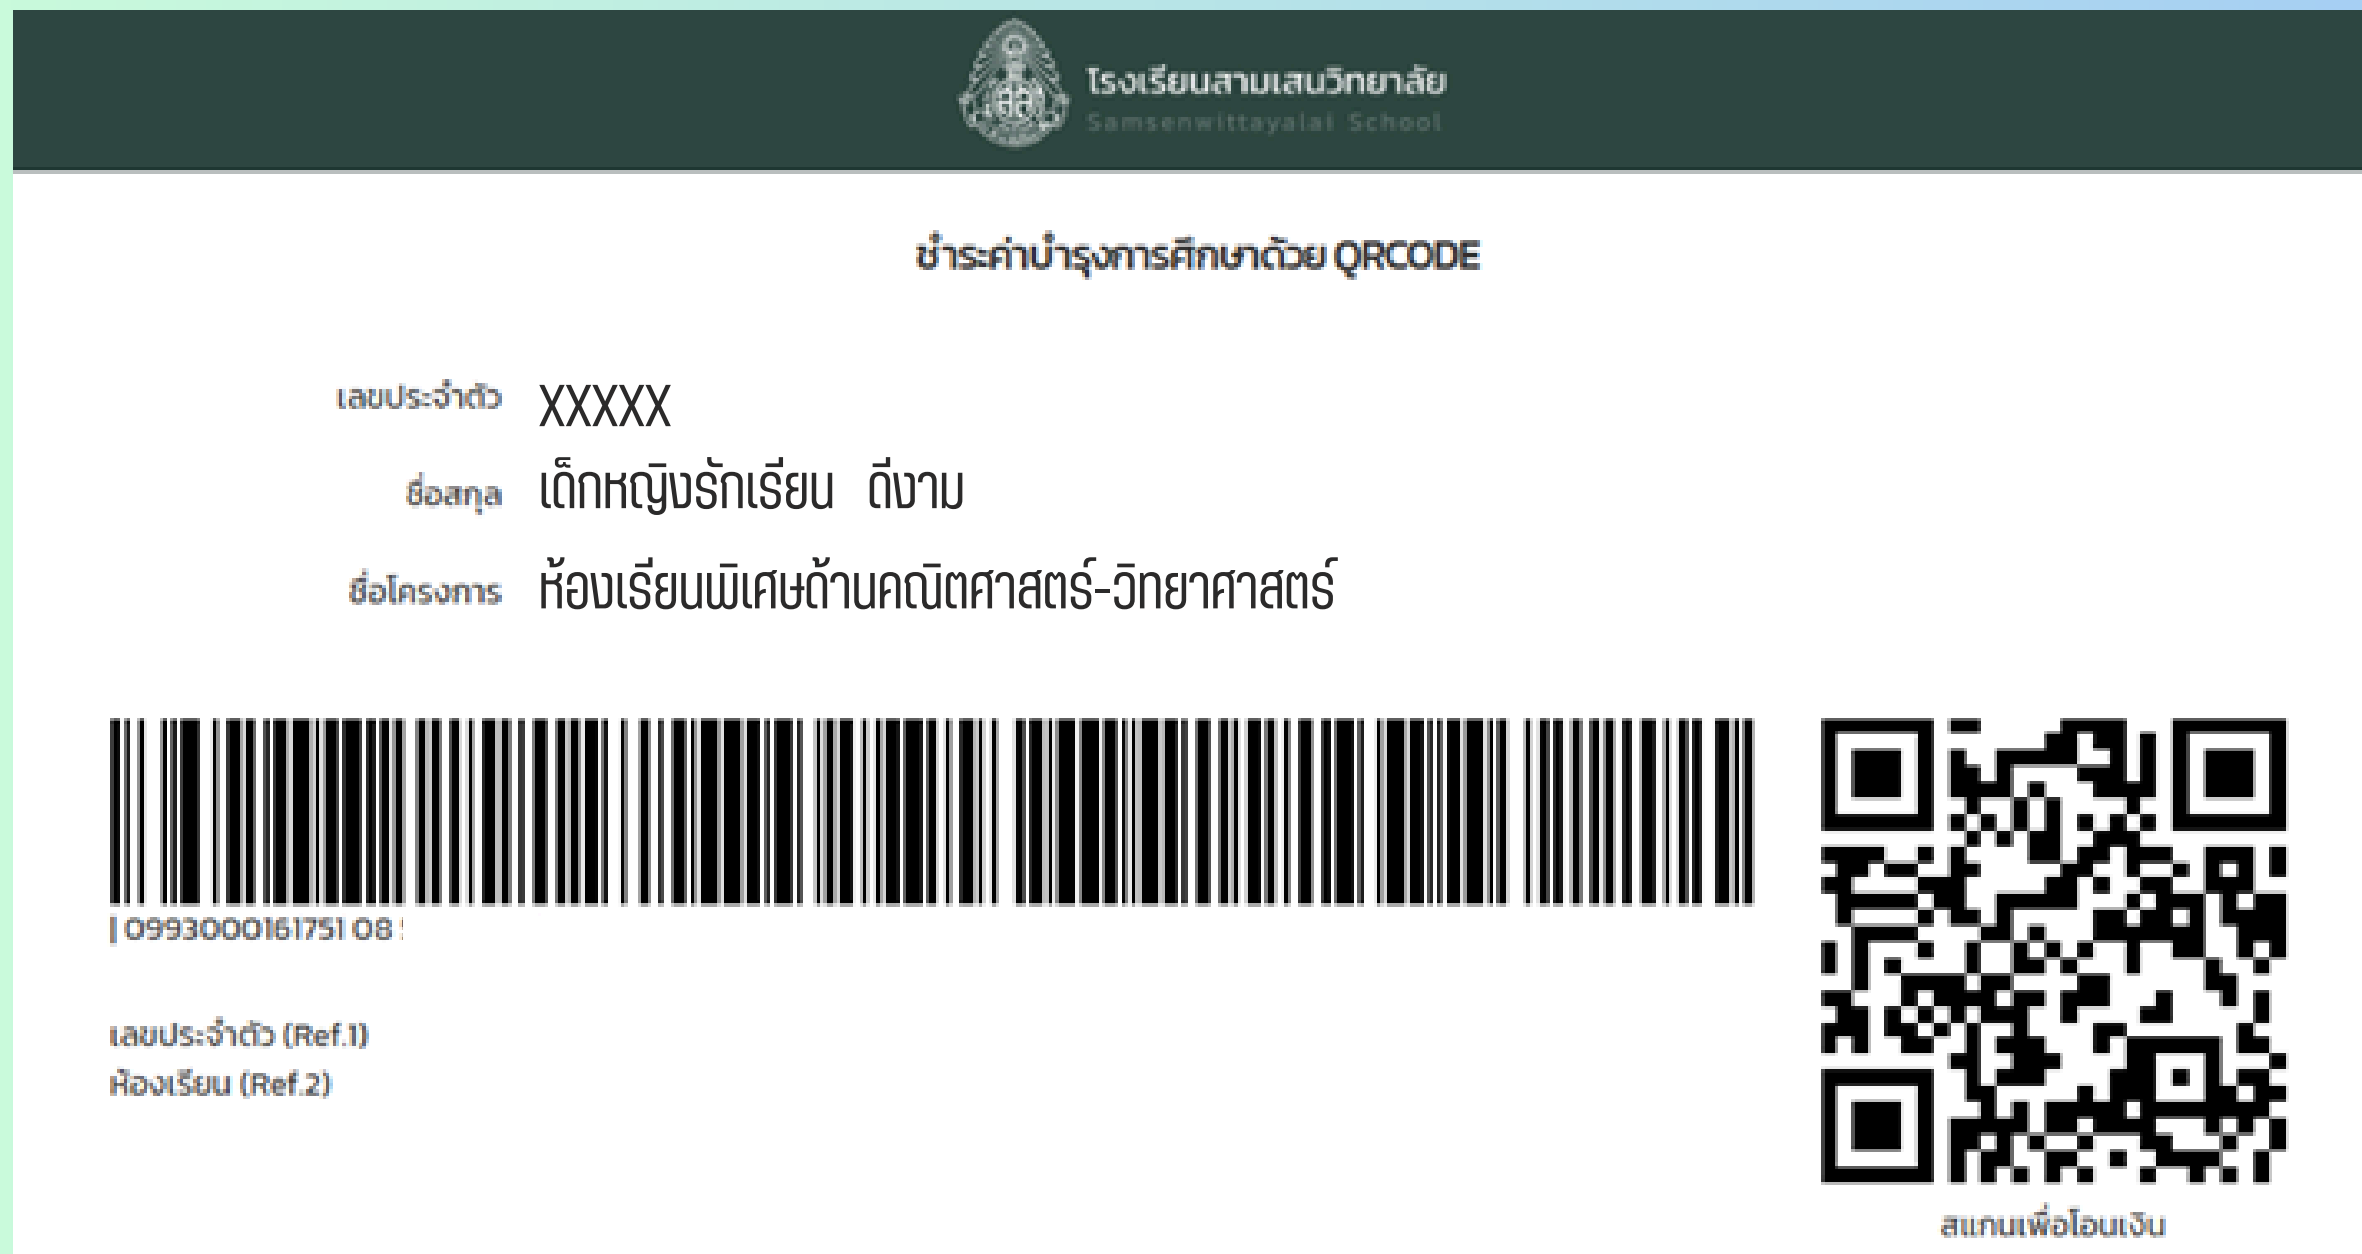 โรงเรียนสามเสนวิทยาลัย
Samsenwittayalai School
ชำระค่าบำรุงการศึกษาด้วย QRCODE
เลขประจำตัว XXXXX
ชื่อสกุล เด็กหญิงรักเรียน ดีงาม
ชื่อโครงการ ห้องเรียนพิเศษด้านคณิตศาสตร์-วิทยาศาสตร์
| 0993000161751 08
เลขประจำตัว (Ref.1)
ห้องเรียน (Ref.2)
สแกนเพื่อโอนเงิน